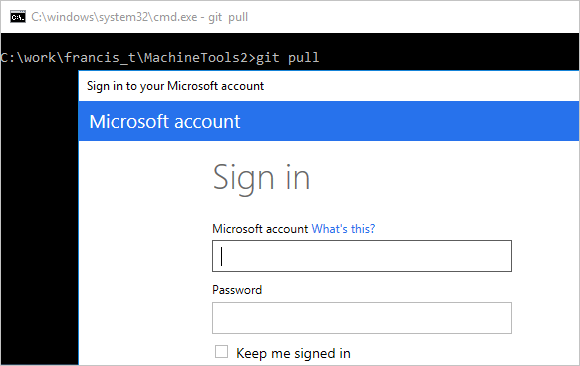 C:\windows\system32\cmd.exe - git  pull
C:\work\francis_t\MachineTools2>git pull
Sign in to your Microsoft account
Microsoft account
Sign in
Microsoft account What's this?
Password
Keep me signed in